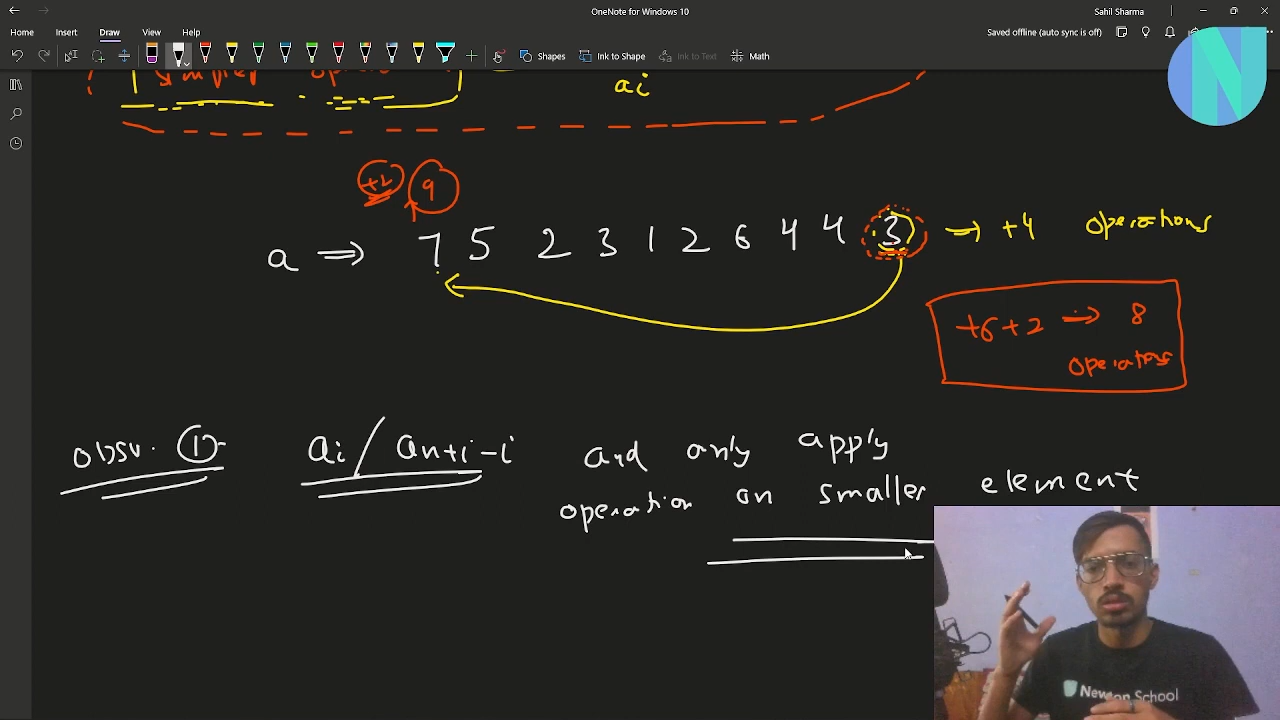 OneNote for Windows 10
Sahil Sharma
Home Insert Draw View Help
Saved offline (auto sync is off)
Shapes Ink to Shape Ink to Text Math
ai
+2 9
a ⇒ 7 5 2 3 1 2 6 4 4 3 → +4 operations
+6+2 → 8
operations
obsv. ① ai / an+i-i and only apply
operation on smaller element
N
Newton School